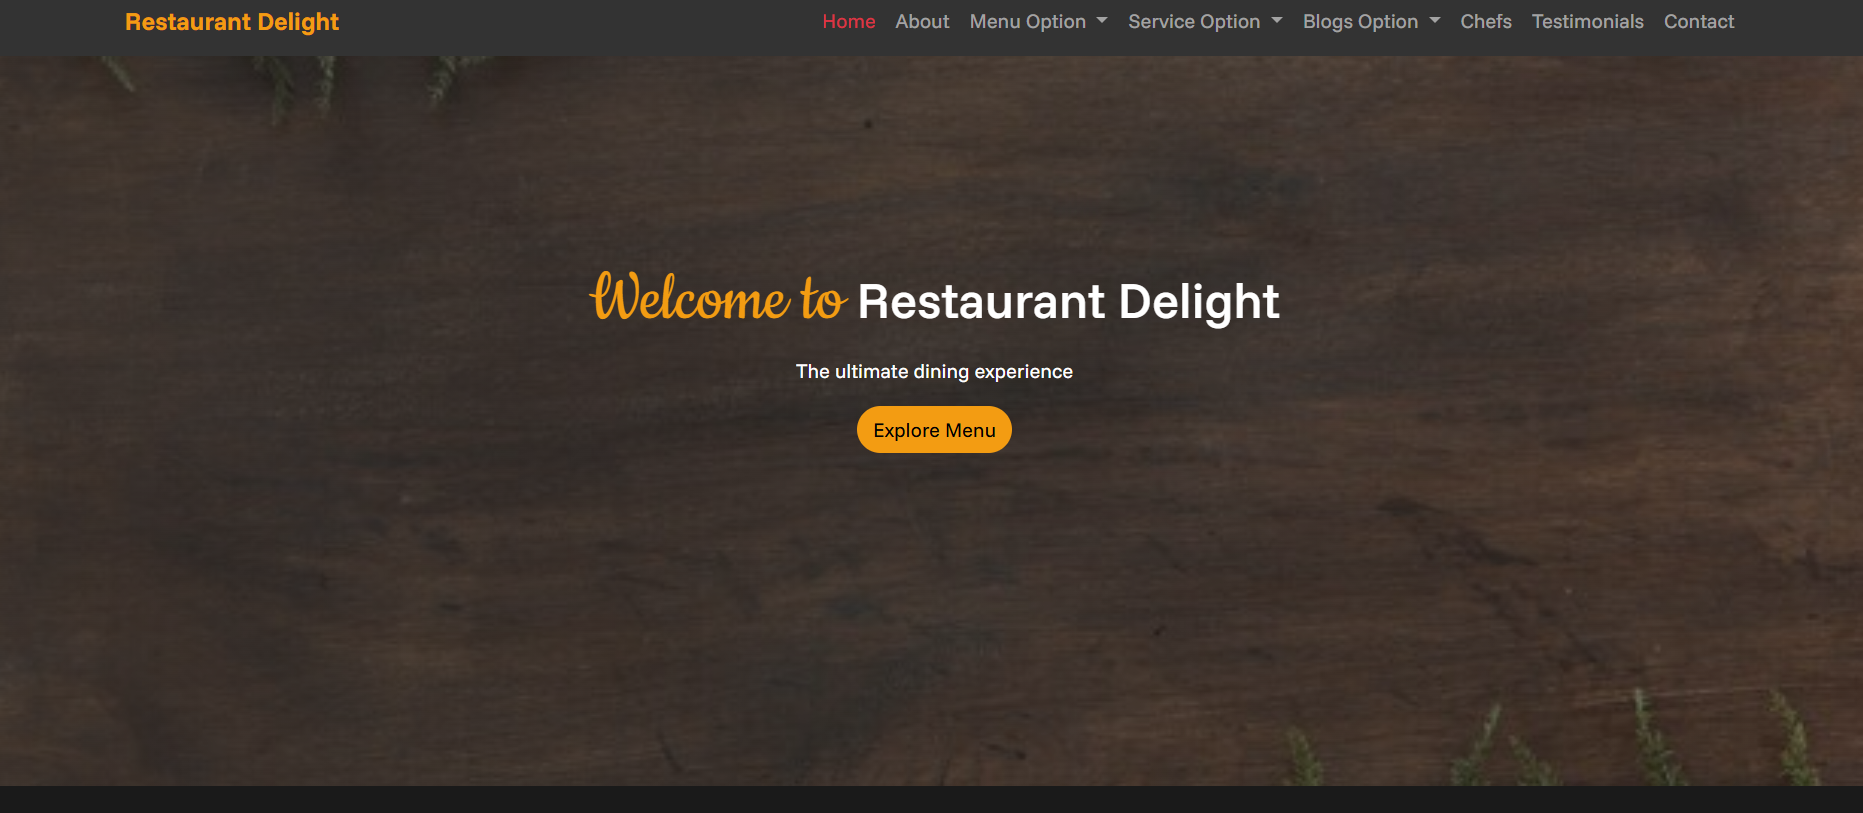 Restaurant Delight
Home About Menu Option Service Option Blogs Option Chefs Testimonials Contact
Welcome to Restaurant Delight
The ultimate dining experience
Explore Menu